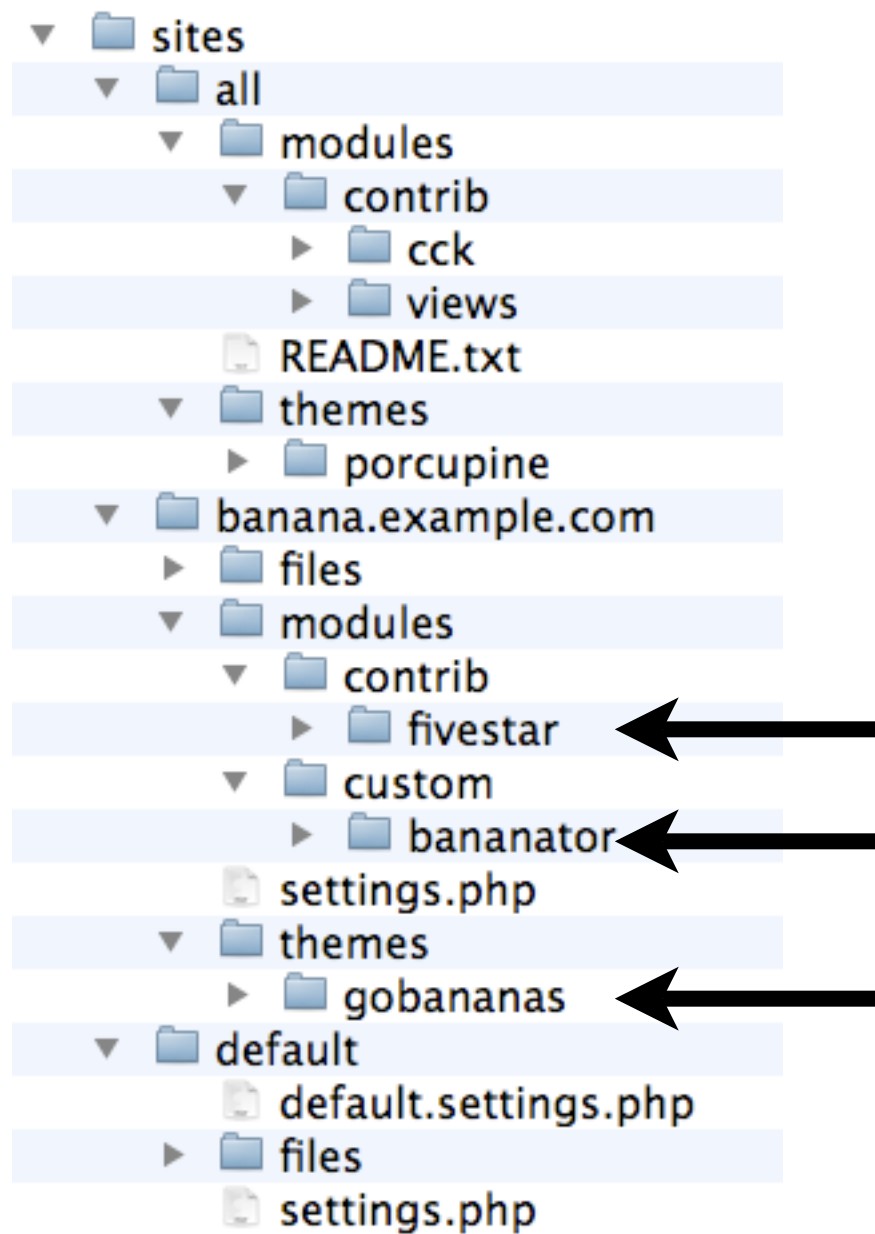 sites
all
modules
contrib
cck
views
README.txt
themes
porcupine
banana.example.com
files
modules
contrib
fivestar
custom
bananator
settings.php
themes
gobananas
default
default.settings.php
files
settings.php